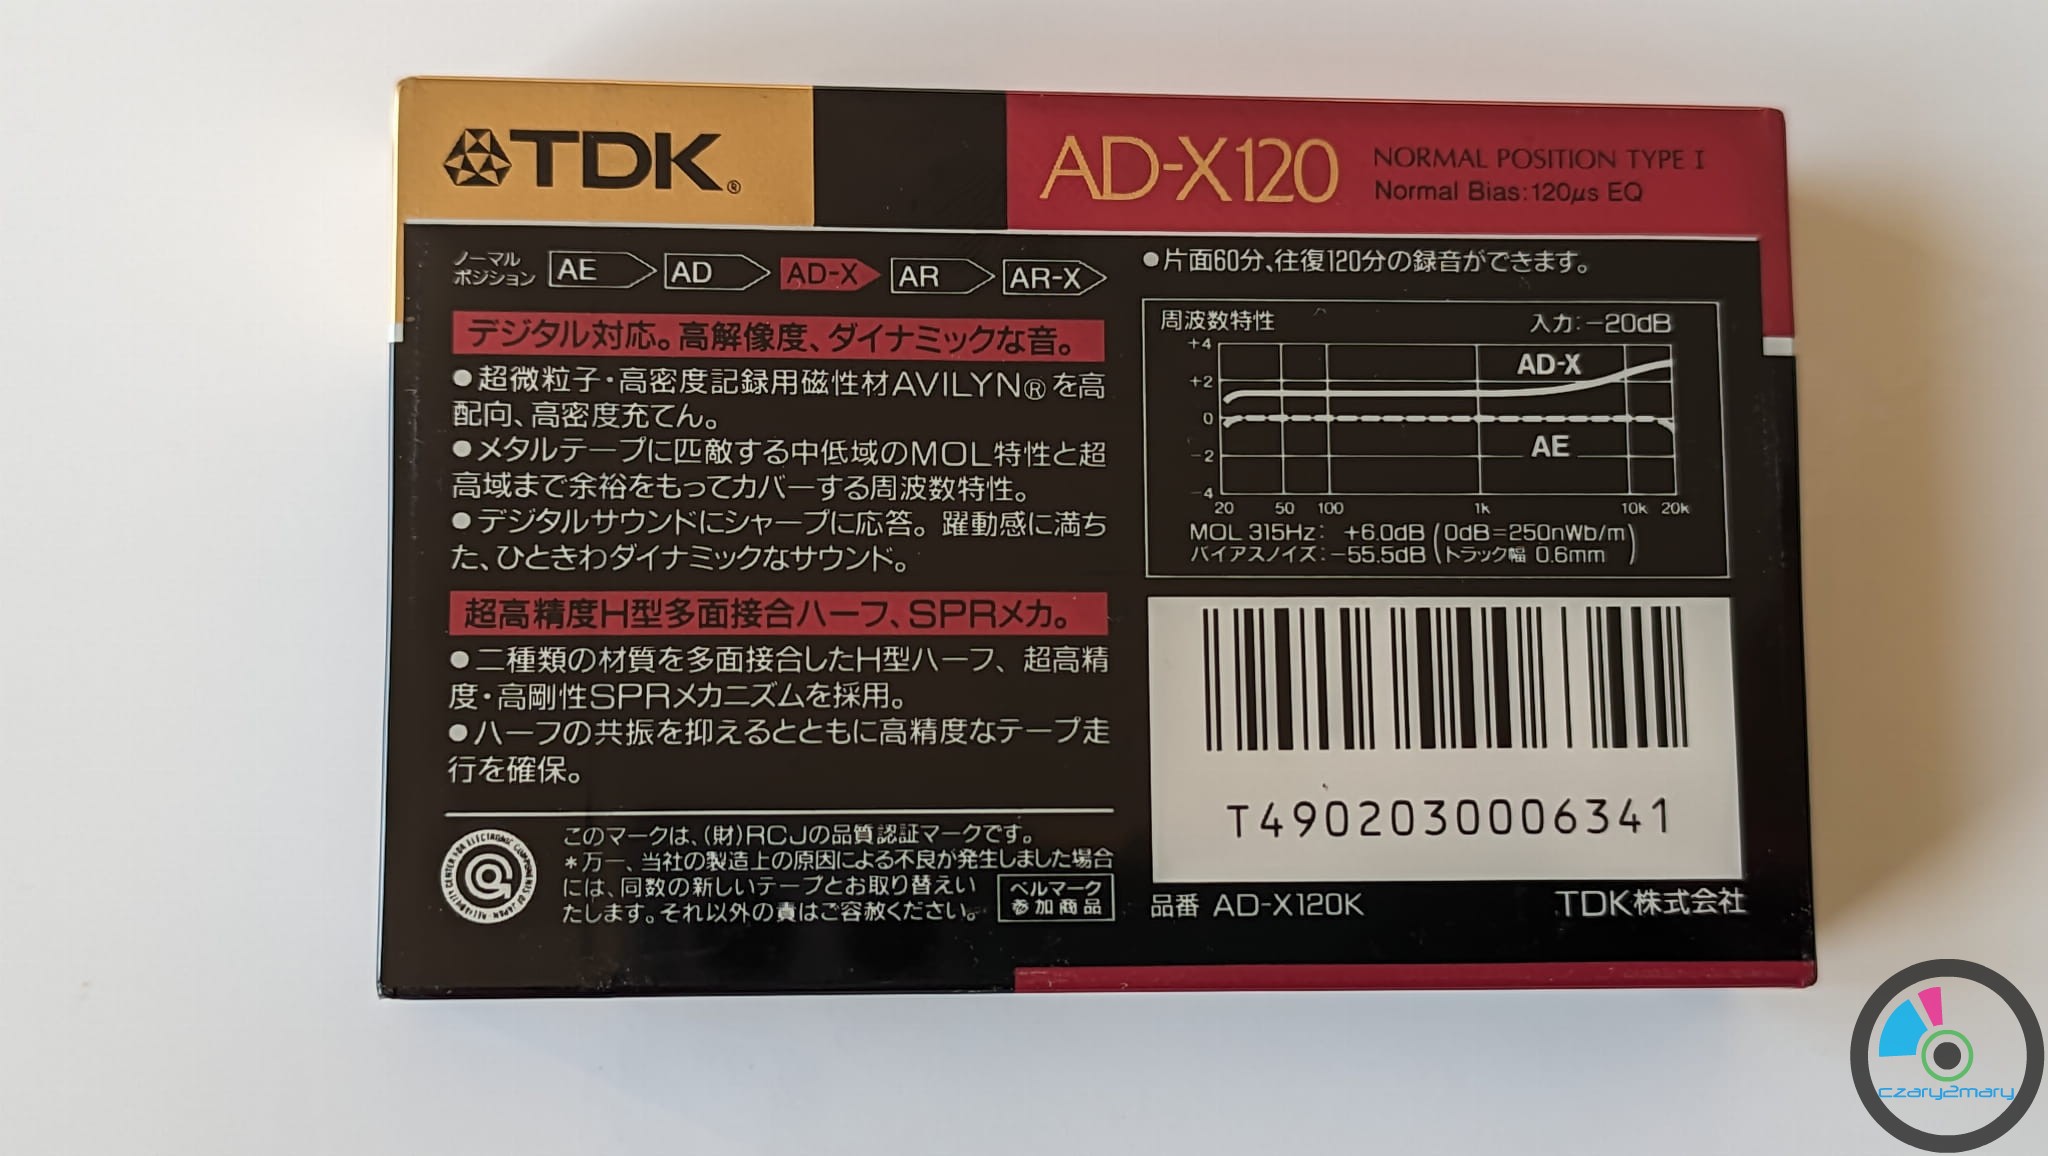 TDK®
AD-X120
NORMAL POSITION TYPE I
Normal Bias: 120μs EQ
ノーマル
ポジション
AE
AD
AD-X
AR
AR-X
デジタル対応。高解像度、ダイナミックな音。
●超微粒子・高密度記録用磁性材AVILYN®を高
配向、高密度充てん。
●メタルテープに匹敵する中低域のMOL特性と超
高域まで余裕をもってカバーする周波数特性。
●デジタルサウンドにシャープに応答。躍動感に満ち
た、ひときわダイナミックなサウンド。
超高精度H型多面接合ハーフ、SPRメカ。
●二種類の材質を多面接合したH型ハーフ、超高精
度・高剛性SPRメカニズムを採用。
●ハーフの共振を抑えるとともに高精度なテープ走
行を確保。
このマークは、(財)RCJの品質認証マークです。
*万一、当社の製造上の原因による不良が発生しました場合
には、同数の新しいテープとお取り替えい
たします。それ以外の責はご容赦ください。
ベルマーク
参加商品
●片面60分、往復120分の録音ができます。
周波数特性
入力:-20dB
+4
+2
0
-2
-4
AD-X
AE
20 50 100 1k 10k 20k
MOL 315Hz: +6.0dB (0dB=250nWb/m)
バイアスノイズ: -55.5dB (トラック幅 0.6mm)
T4902030006341
品番 AD-X120K
TDK株式会社
czary2mary